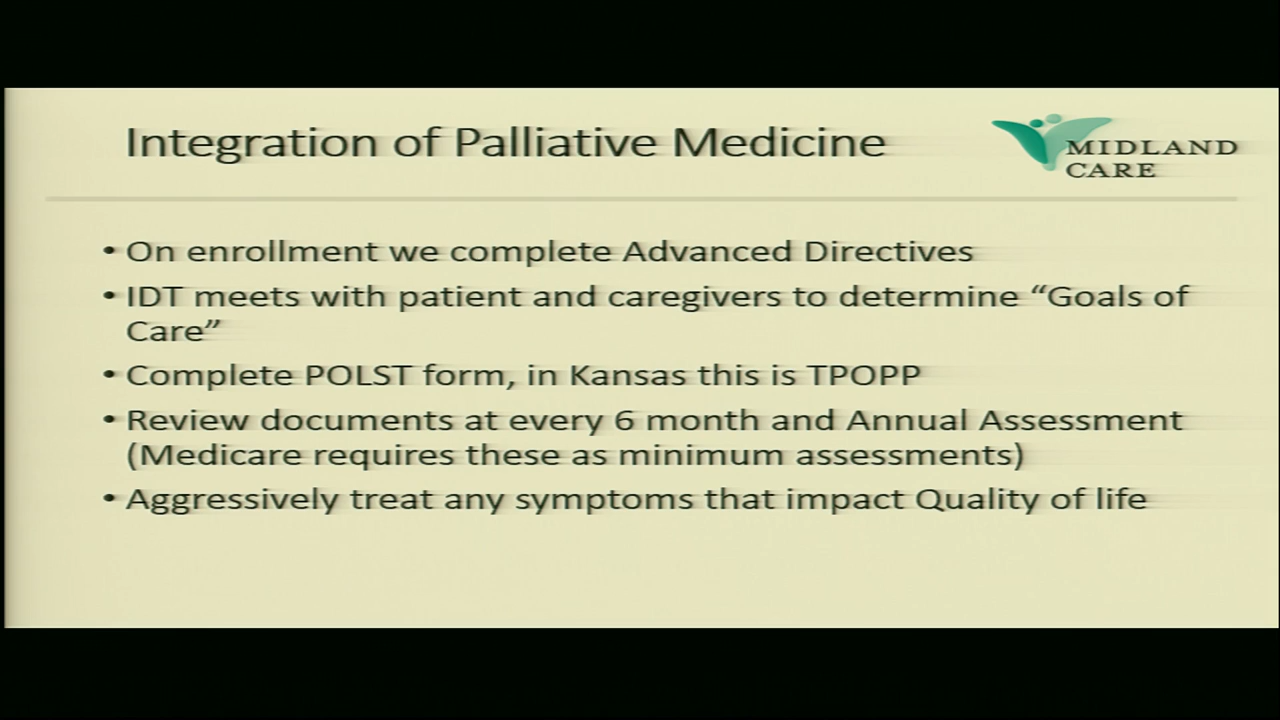 Integration of Palliative Medicine
MIDLAND
CARE
• On enrollment we complete Advanced Directives
• IDT meets with patient and caregivers to determine “Goals of
Care”
• Complete POLST form, in Kansas this is TPOPP
• Review documents at every 6 month and Annual Assessment
(Medicare requires these as minimum assessments)
• Aggressively treat any symptoms that impact Quality of life